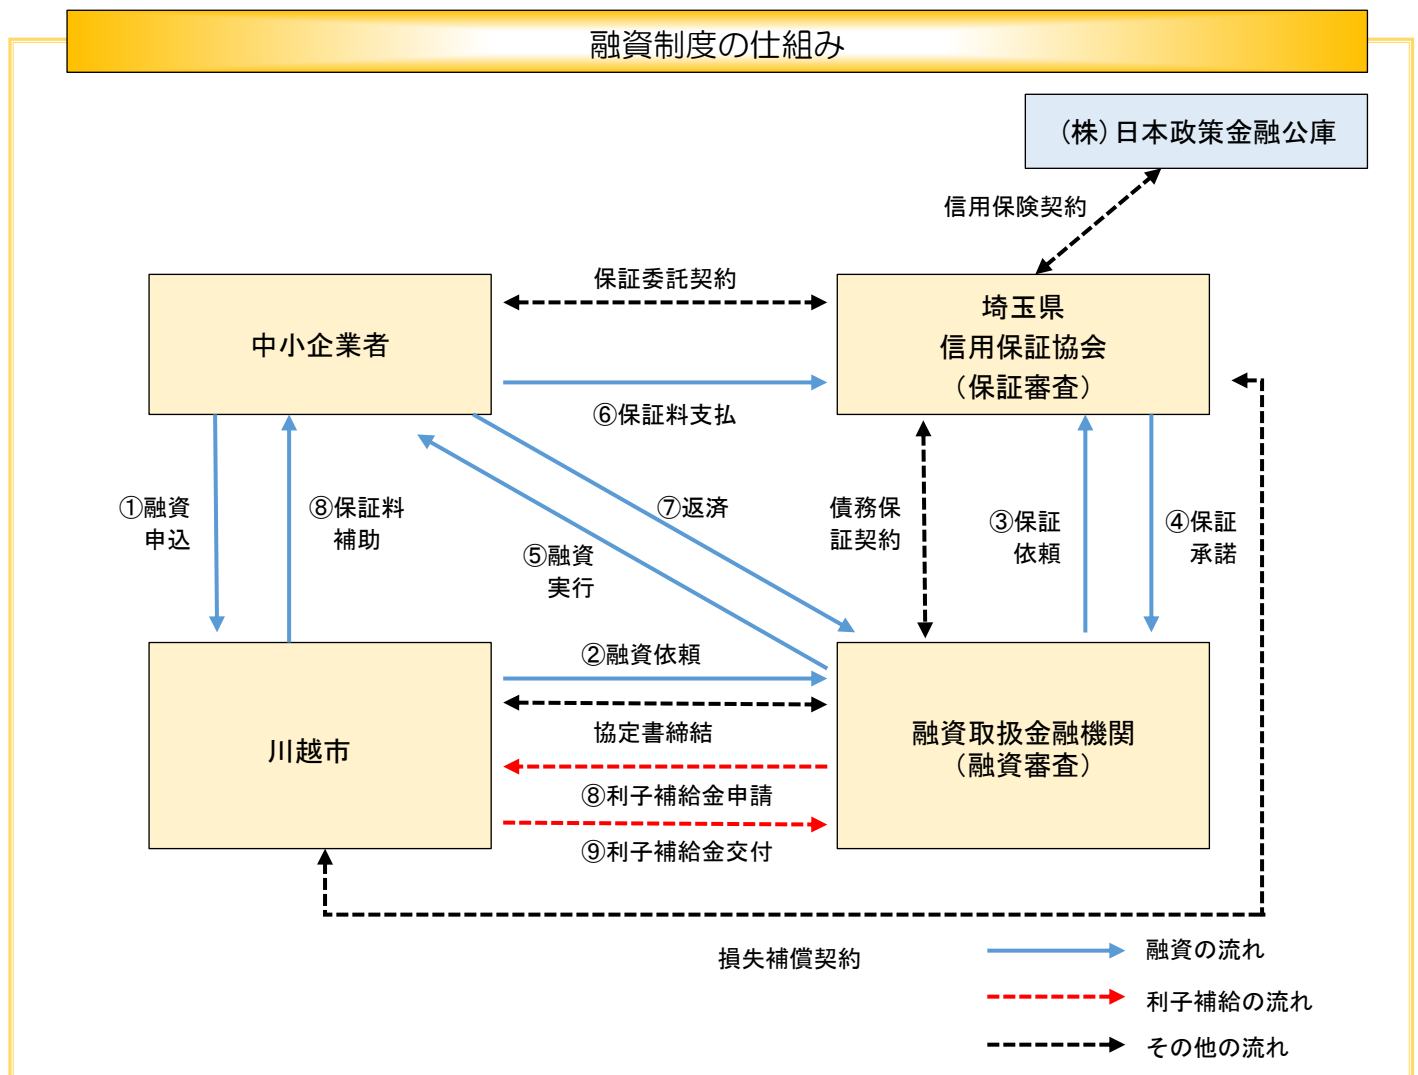 融資制度の仕組み
(株)日本政策金融公庫
信用保険契約
保証委託契約
中小企業者
埼玉県
信用保証協会
(保証審査)
⑥保証料支払
①融資
申込
⑧保証料
補助
⑦返済
⑤融資
実行
債務保
証契約
③保証
依頼
④保証
承諾
②融資依頼
協定書締結
川越市
融資取扱金融機関
(融資審査)
⑧利子補給金申請
⑨利子補給金交付
損失補償契約
融資の流れ
利子補給の流れ
その他の流れ